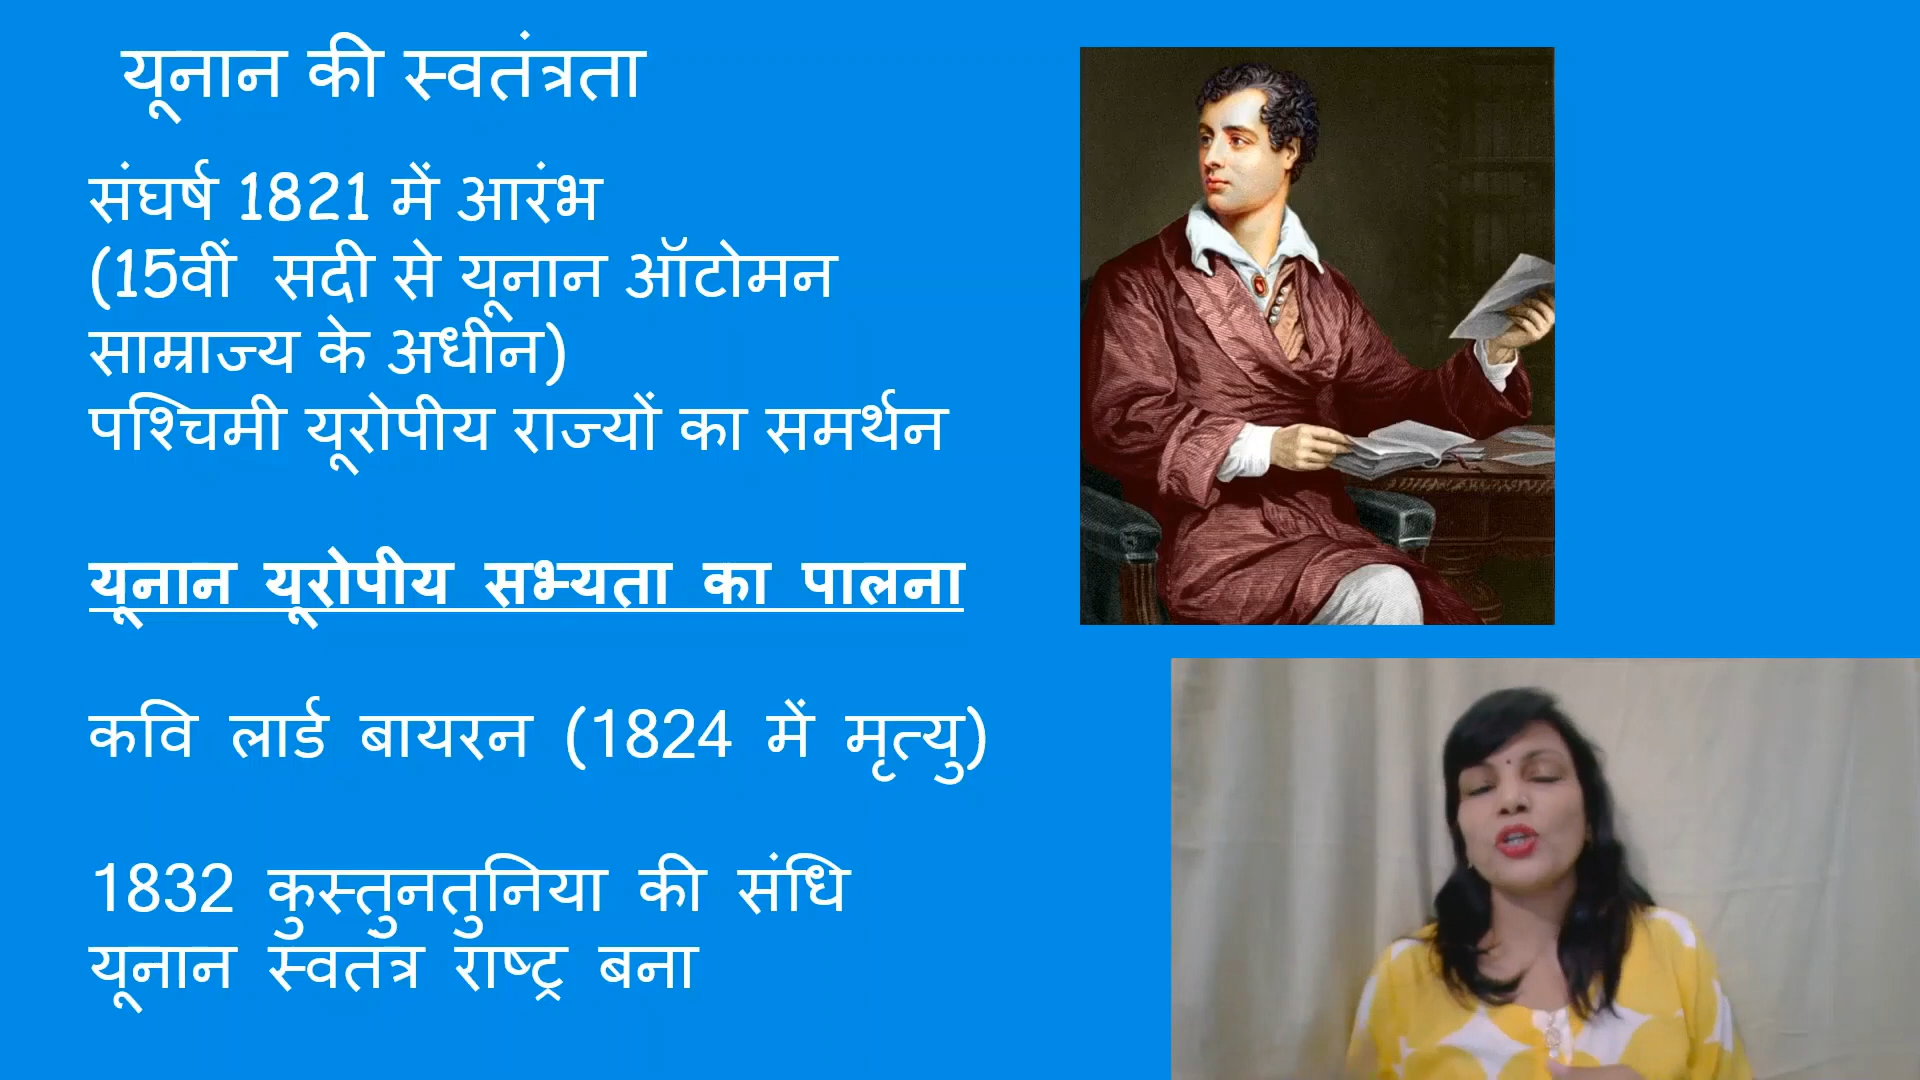 यूनान की स्वतंत्रता
संघर्ष 1821 में आरंभ
(15वीं सदी से यूनान ऑटोमन
साम्राज्य के अधीन)
पश्चिमी यूरोपीय राज्यों का समर्थन
यूनान यूरोपीय सभ्यता का पालना
कवि लार्ड बायरन (1824 में मृत्यु)
1832 कुस्तुनतुनिया की संधि
यूनान स्वतंत्र राष्ट्र बना